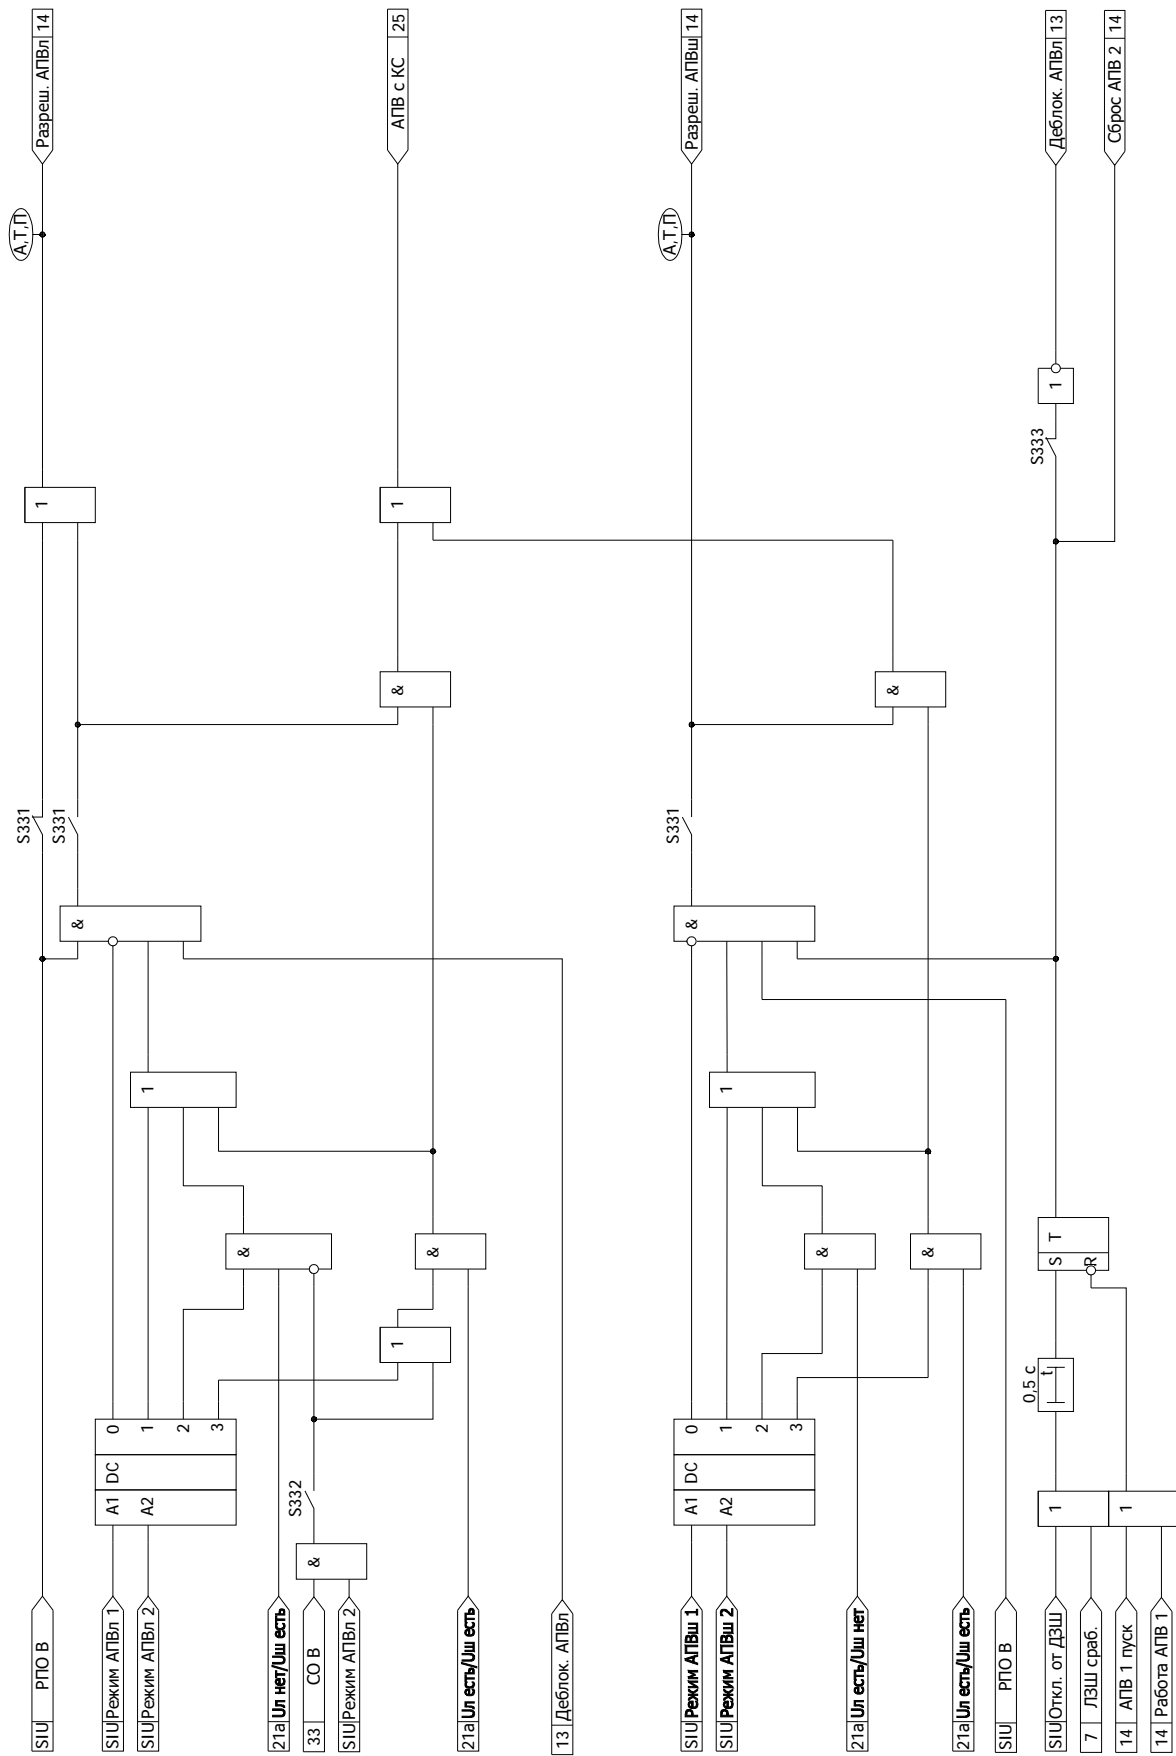 SIU РПО В
SIU Режим АПВл 1
SIU Режим АПВл 2
21а Uл нет/Uш есть
33 СО В
SIU Режим АПВл 2
21а Uл есть/Uш есть
13 Деблок. АПВл
SIU Режим АПВш 1
SIU Режим АПВш 2
21а Uл есть/Uш нет
21а Uл есть/Uш есть
SIU РПО В
SIU Откл. от ДЗШ
7 ЛЗШ сраб.
14 АПВ 1 пуск
14 Работа АПВ 1
A1 DC 0
A2 1
2
3
&
S332
1
&
&
1
&
S331
S331
&
1
1
A1 DC 0
A2 1
2
3
&
&
1
&
S331
&
1
1
0,5 с
t
S T
R
S333
1
А,Т,П
Разреш. АПВл 14
АПВ с КС 25
А,Т,П
Разреш. АПВш 14
Деблок. АПВл 13
Сброс АПВ 2 14